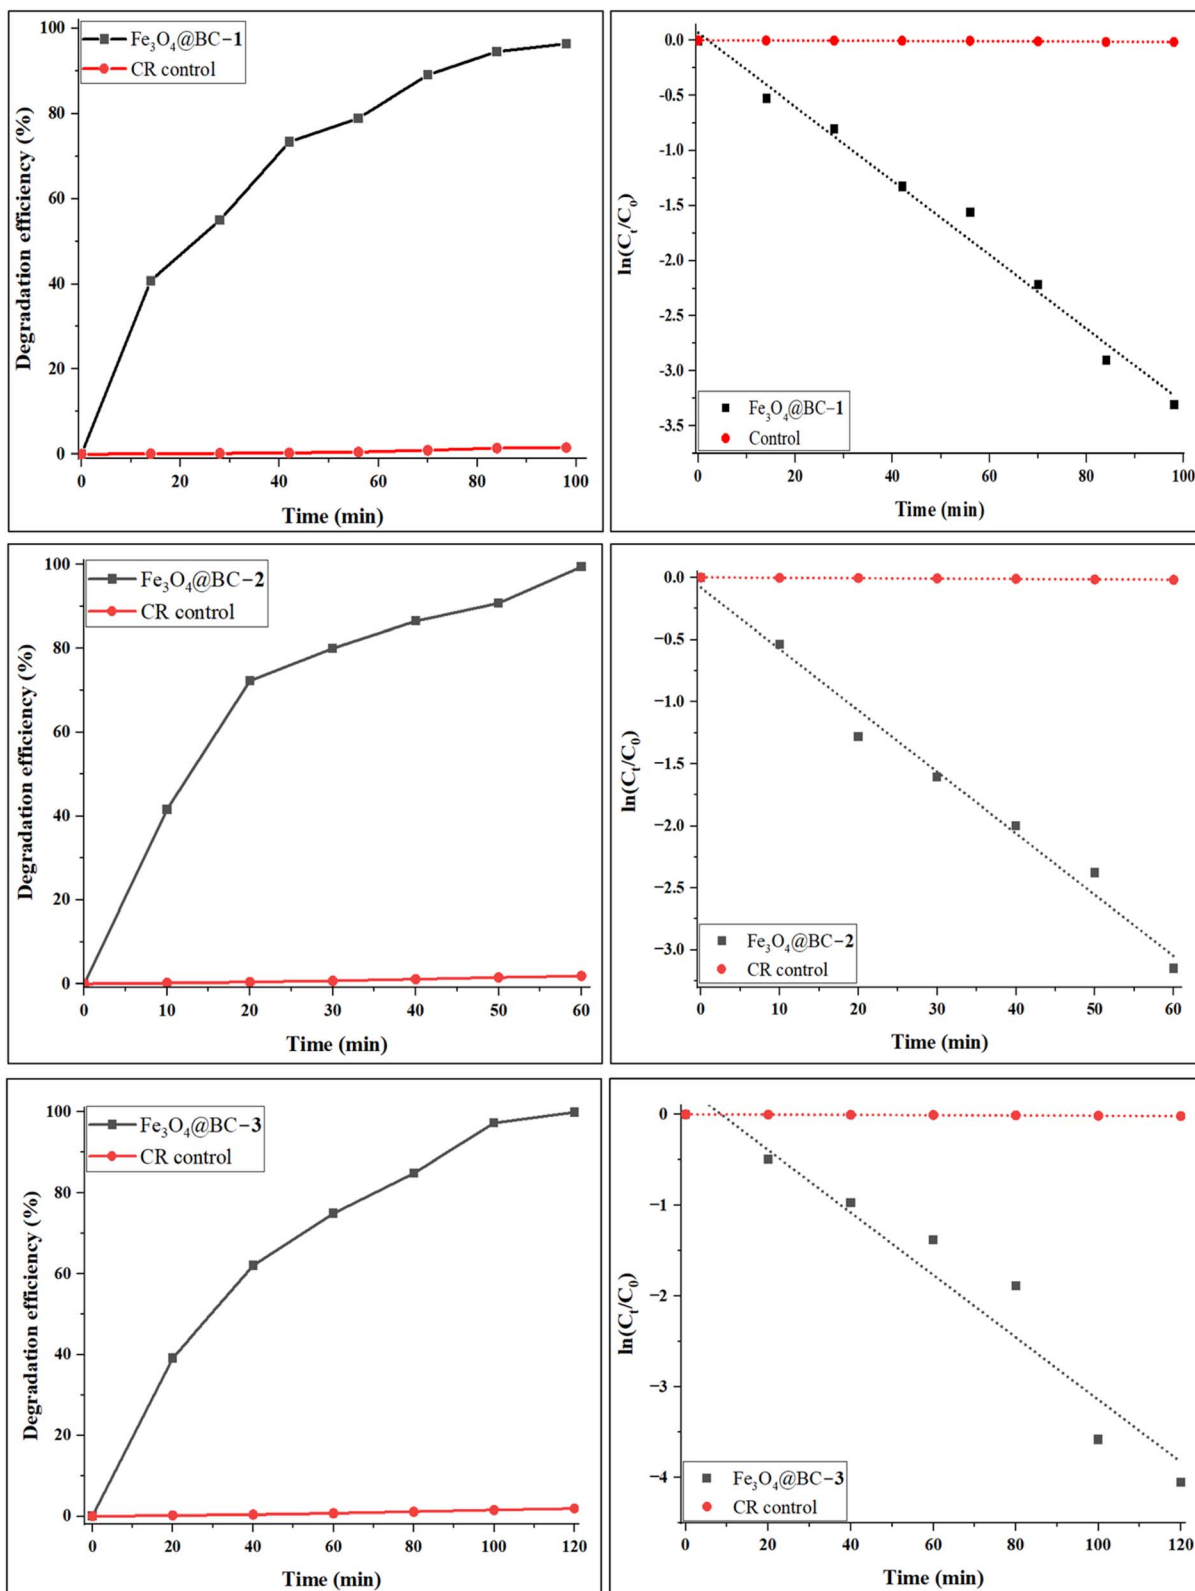 Fe₃O₄@BC−1
CR control
100
80
60
40
20
0
Degradation efficiency (%)
0 20 40 60 80 100
Time (min)
0.0
-0.5
-1.0
-1.5
-2.0
-2.5
-3.0
-3.5
ln(Cₜ/C₀)
Fe₃O₄@BC−1
Control
0 20 40 60 80 100
Time (min)
Fe₃O₄@BC−2
CR control
100
80
60
40
20
0
Degradation efficiency (%)
0 10 20 30 40 50 60
Time (min)
0.0
−0.5
−1.0
−1.5
−2.0
−2.5
−3.0
ln(Cₜ/C₀)
Fe₃O₄@BC−2
CR control
0 10 20 30 40 50 60
Time (min)
Fe₃O₄@BC−3
CR control
100
80
60
40
20
0
Degradation efficiency (%)
0 20 40 60 80 100 120
Time (min)
0
−1
−2
−3
−4
ln(Cₜ/C₀)
Fe₃O₄@BC−3
CR control
0 20 40 60 80 100 120
Time (min)